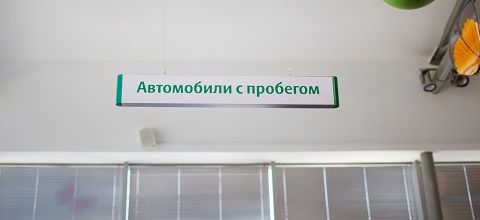 Автомобили с пробегом